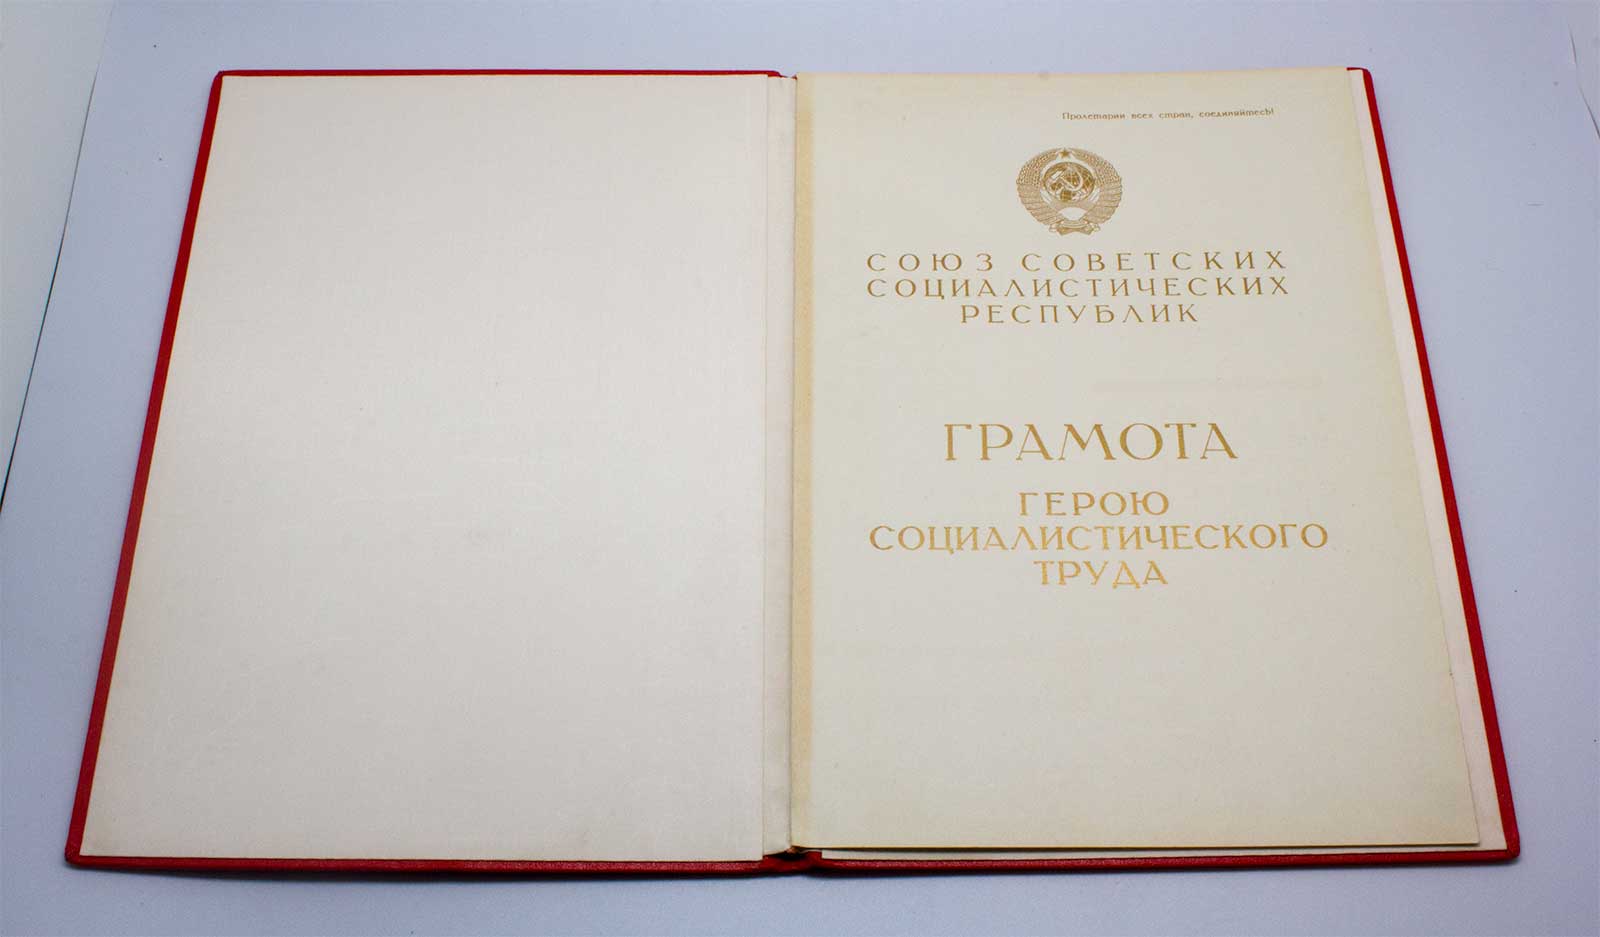 Пролетарии всех стран, соединяйтесь!
СОЮЗ СОВЕТСКИХ
СОЦИАЛИСТИЧЕСКИХ
РЕСПУБЛИК
ГРАМОТА
ГЕРОЮ
СОЦИАЛИСТИЧЕСКОГО
ТРУДА